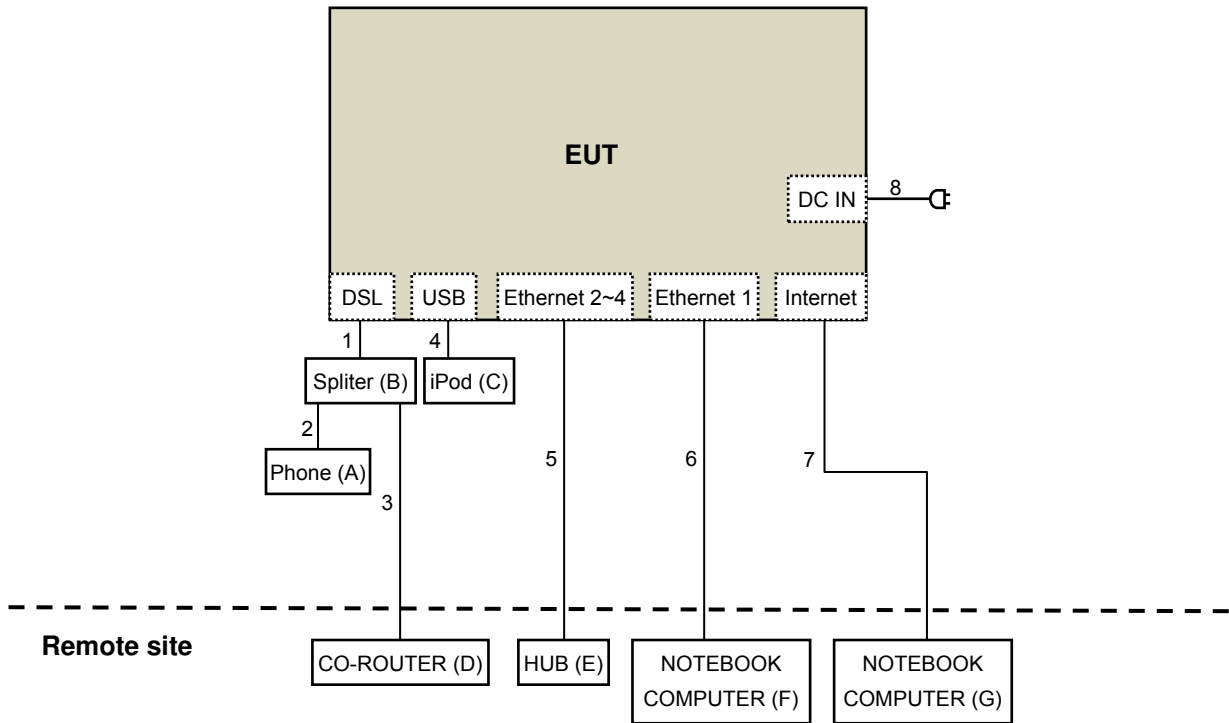 EUT
DC IN
8
DSL
USB
Ethernet 2~4
Ethernet 1
Internet
1
4
Spliter (B)
iPod (C)
2
5
6
7
Phone (A)
3
Remote site
CO-ROUTER (D)
HUB (E)
NOTEBOOK
COMPUTER (F)
NOTEBOOK
COMPUTER (G)